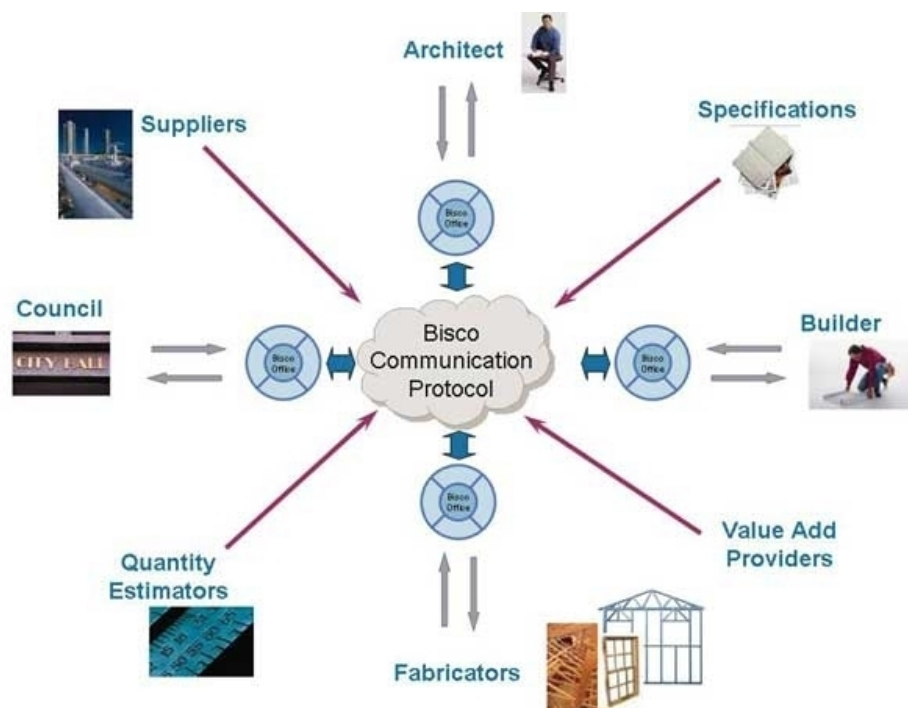 Architect
Suppliers
Specifications
Bisco
Office
Council
CITY HALL
Bisco
Office
Bisco
Communication
Protocol
Bisco
Office
Builder
Bisco
Office
Quantity
Estimators
Value Add
Providers
Fabricators